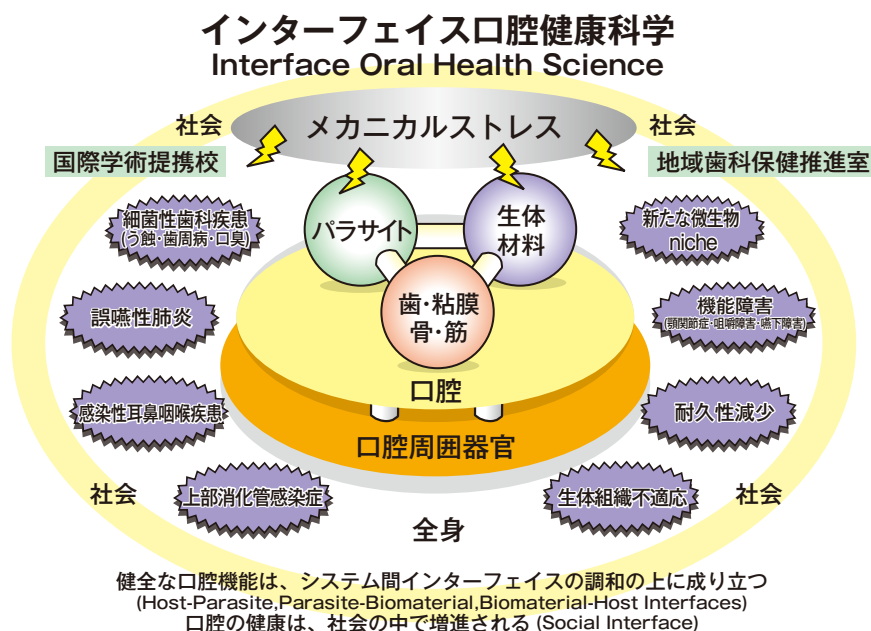 インターフェイス口腔健康科学
Interface Oral Health Science
社会
メカニカルストレス
社会
国際学術提携校
地域歯科保健推進室
パラサイト
生体
材料
細菌性歯科疾患
(う蝕・歯周病・口臭)
新たな微生物
niche
歯・粘膜
骨・筋
誤嚥性肺炎
機能障害
(顎関節症・咀嚼障害・嚥下障害)
口腔
感染性耳鼻咽喉疾患
耐久性減少
口腔周囲器官
社会
上部消化管感染症
生体組織不適応
社会
全身
健全な口腔機能は、システム間インターフェイスの調和の上に成り立つ
(Host-Parasite,Parasite-Biomaterial,Biomaterial-Host Interfaces)
口腔の健康は、社会の中で増進される (Social Interface)